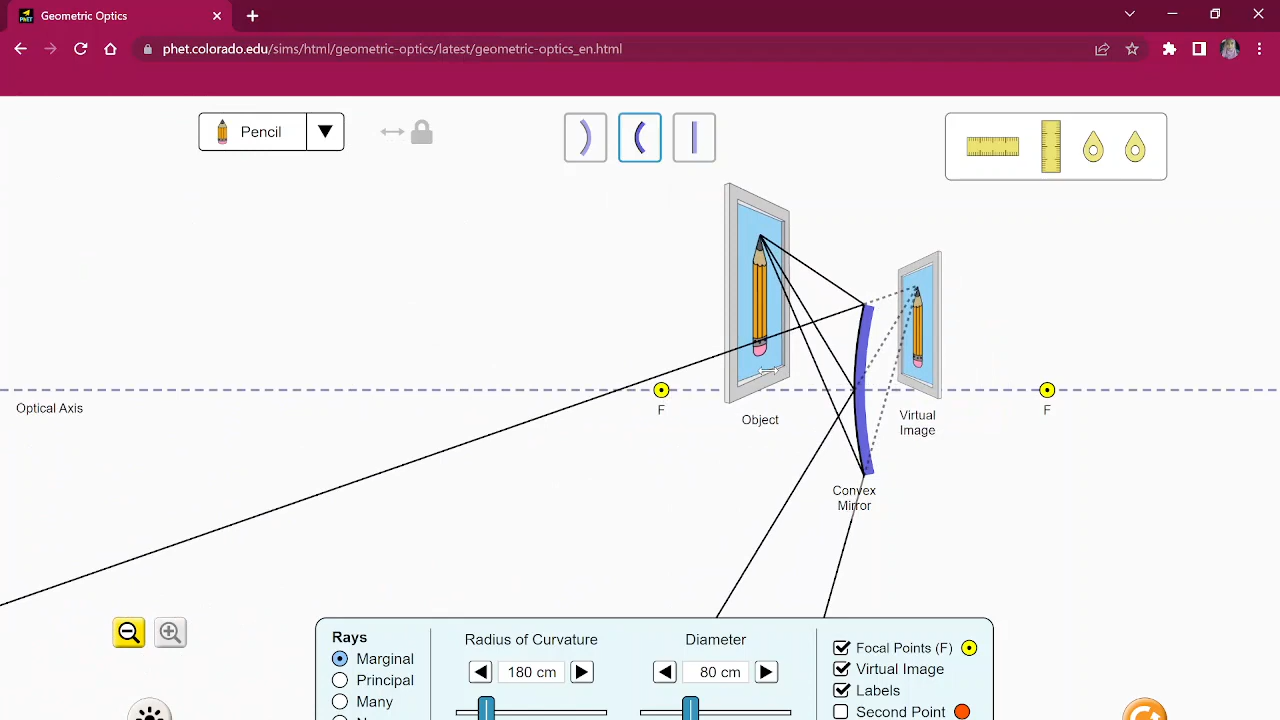 Geometric Optics
phet.colorado.edu/sims/html/geometric-optics/latest/geometric-optics_en.html
Pencil
Optical Axis
F
Object
Virtual
Image
F
Convex
Mirror
Rays
Marginal
Principal
Many
Radius of Curvature
180 cm
Diameter
80 cm
Focal Points (F)
Virtual Image
Labels
Second Point